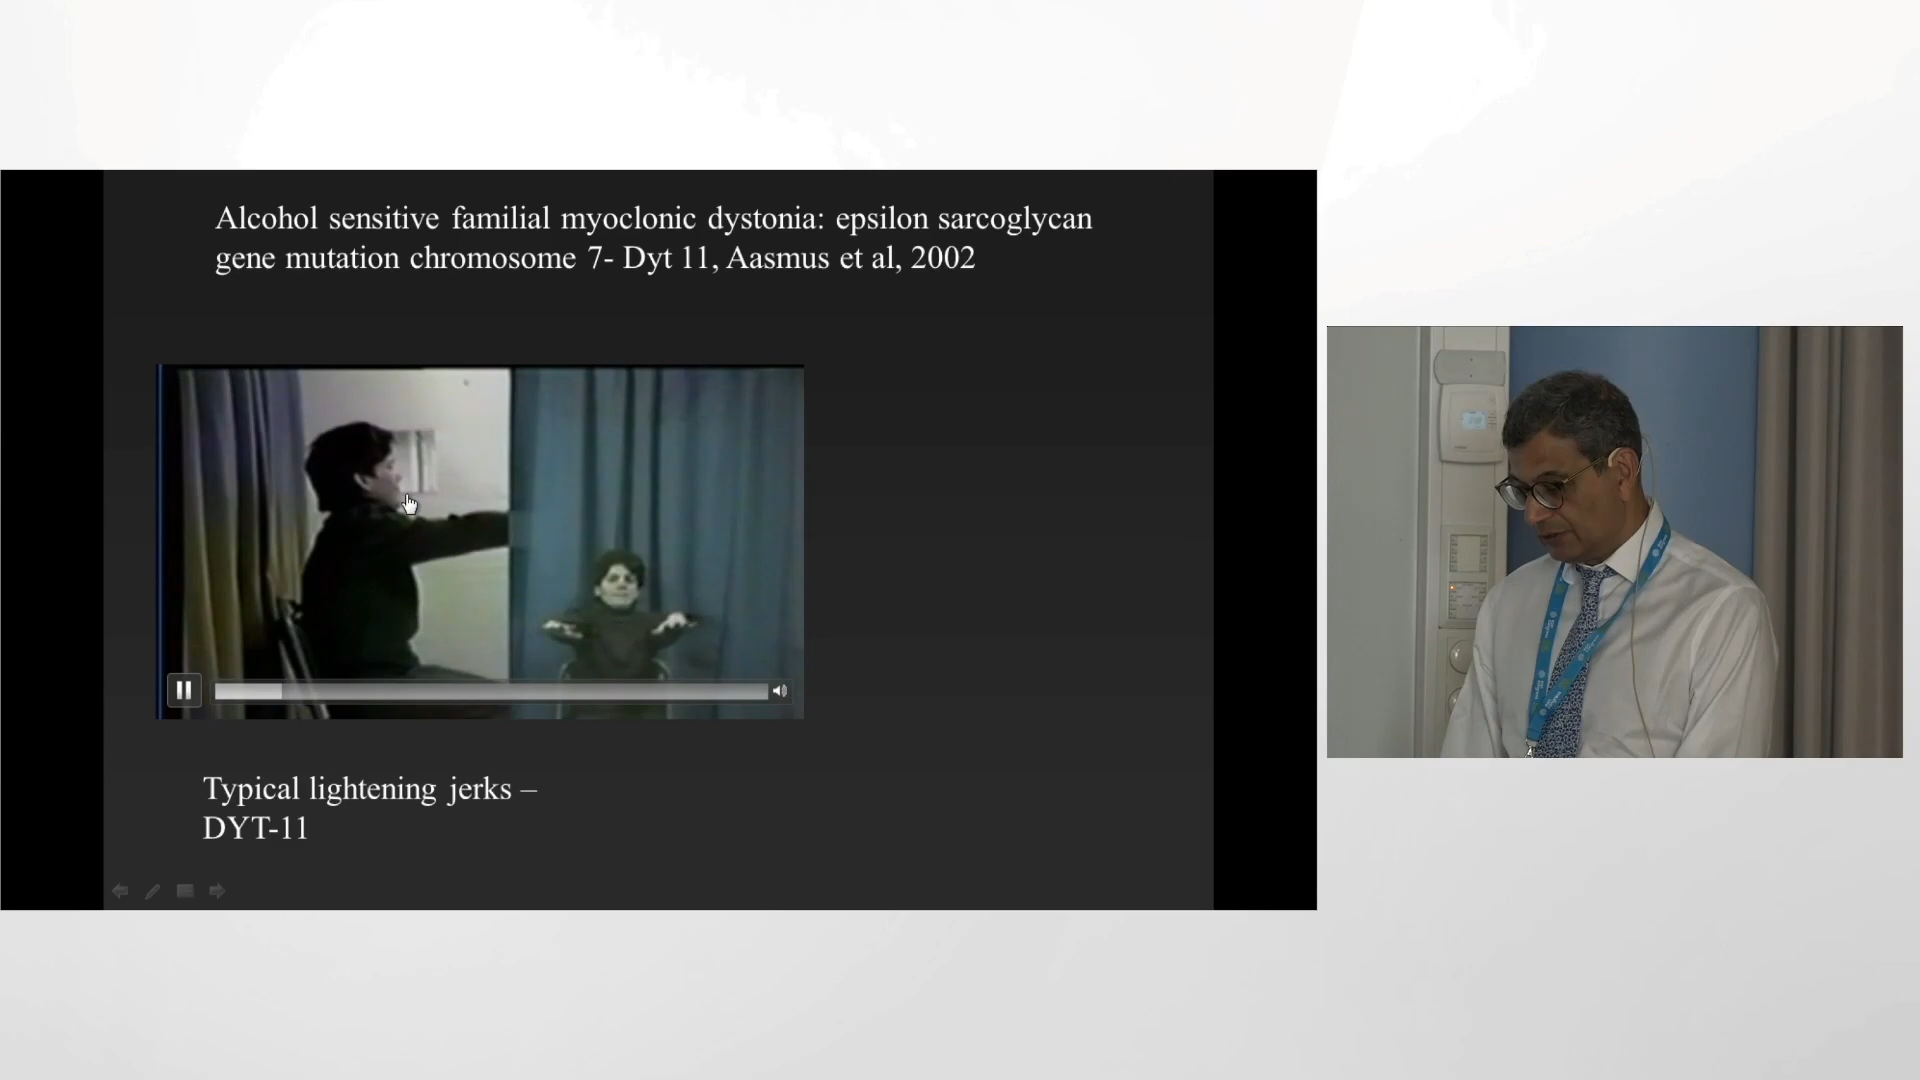 Alcohol sensitive familial myoclonic dystonia: epsilon sarcoglycan
gene mutation chromosome 7- Dyt 11, Aasmus et al, 2002
Typical lightening jerks –
DYT-11